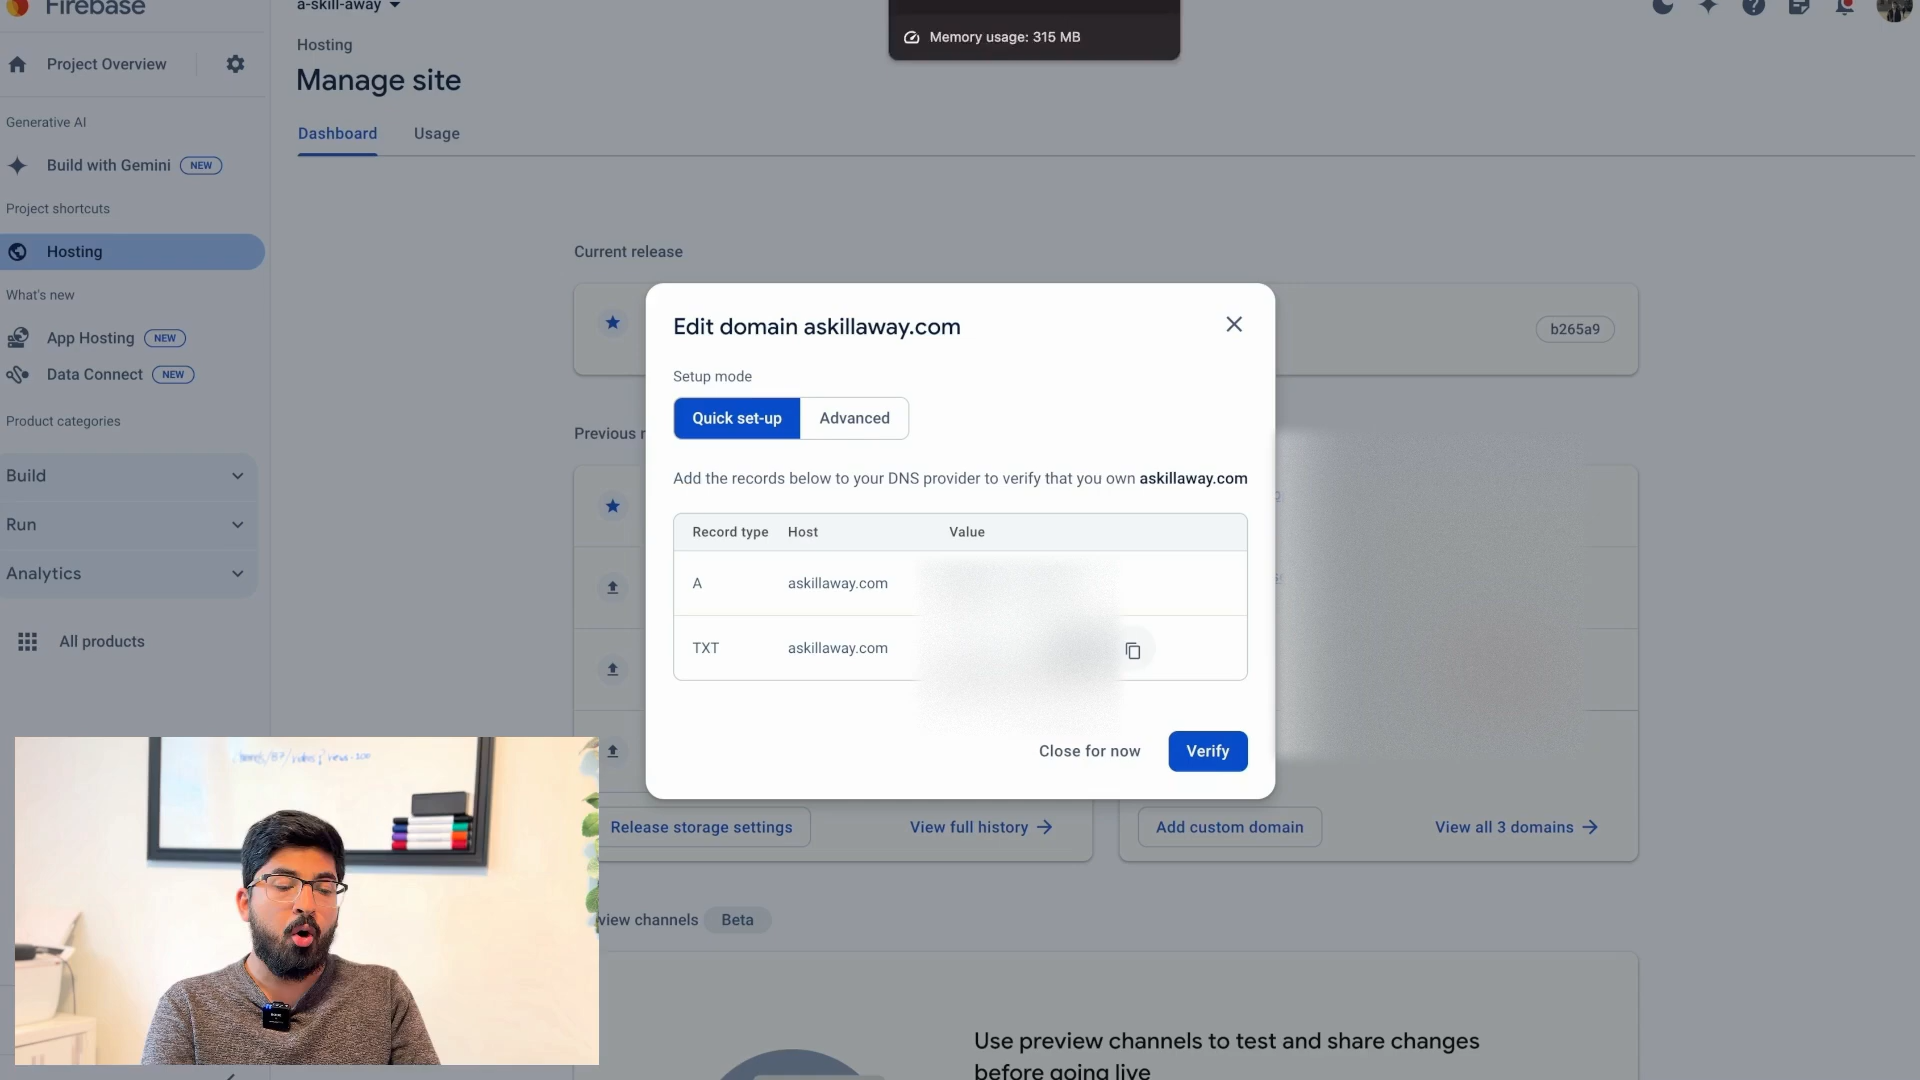 Firebase
a-skill-away
Memory usage: 315 MB
Project Overview
Hosting
Manage site
Dashboard
Usage
Generative AI
Build with Gemini
NEW
Project shortcuts
Hosting
What's new
App Hosting
NEW
Data Connect
NEW
Product categories
Build
Run
Analytics
All products
Current release
b265a9
Previous r
Edit domain askillaway.com
Setup mode
Quick set-up
Advanced
Add the records below to your DNS provider to verify that you own askillaway.com
Record type Host Value
A askillaway.com
TXT askillaway.com
Close for now
Verify
Release storage settings
View full history
Add custom domain
View all 3 domains
view channels
Beta
Use preview channels to test and share changes
before going live